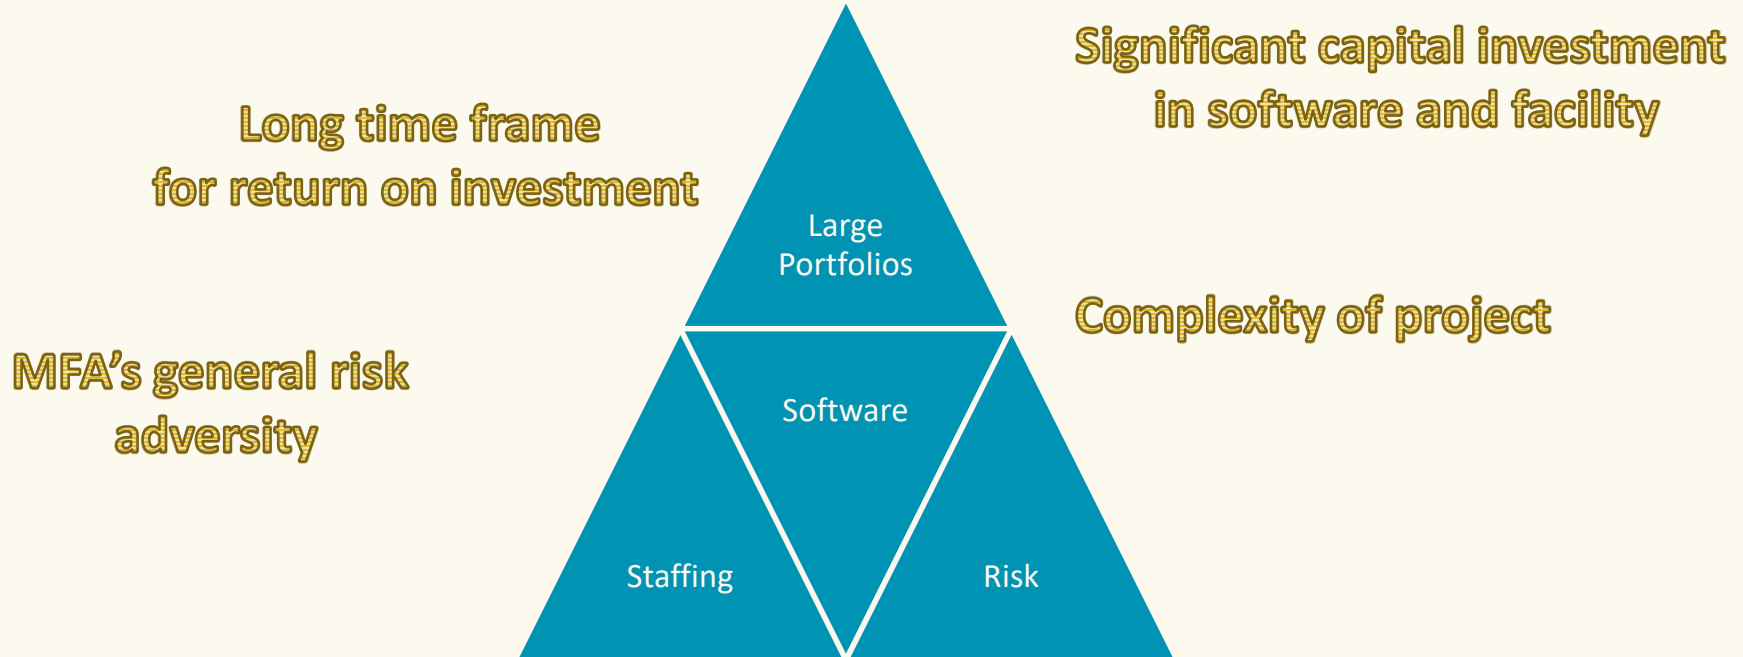 Significant capital investment
in software and facility
Long time frame
for return on investment
Large
Portfolios
Complexity of project
MFA’s general risk
adversity
Software
Staffing
Risk